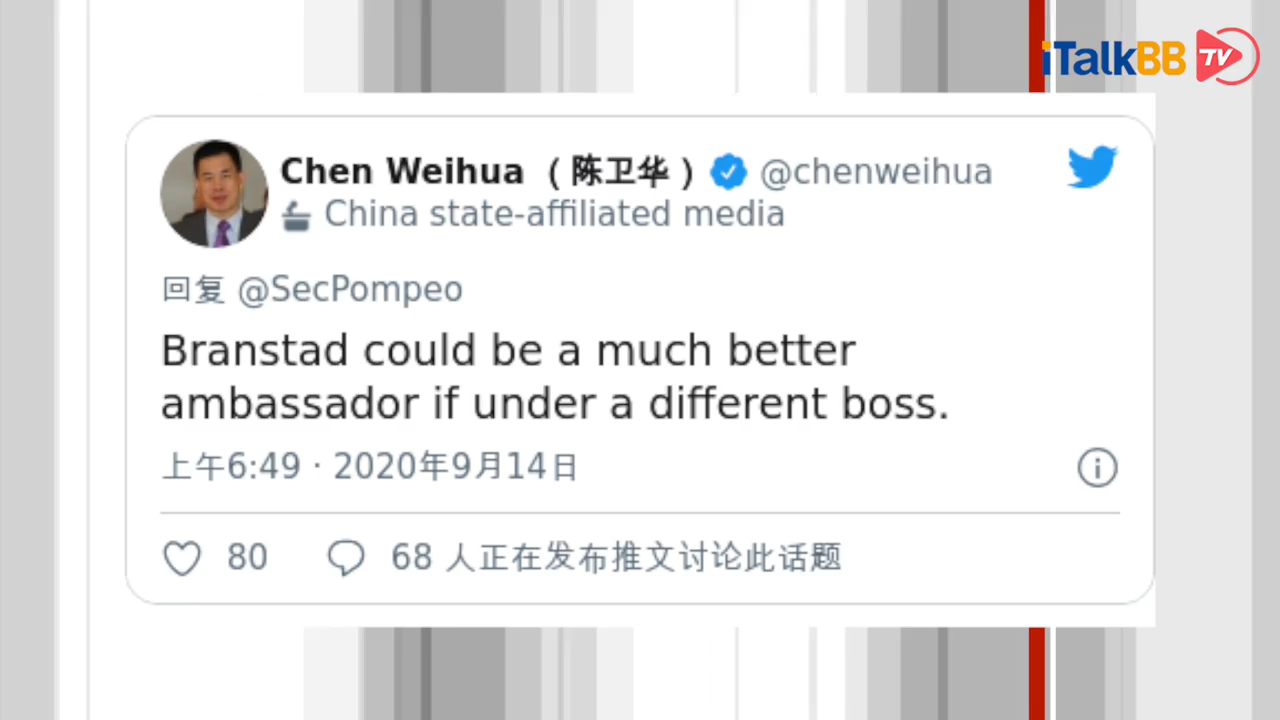 iTalkBB TV
Chen Weihua （陈卫华） @chenweihua
China state-affiliated media
回复 @SecPompeo
Branstad could be a much better
ambassador if under a different boss.
上午6:49 · 2020年9月14日
80 68 人正在发布推文讨论此话题